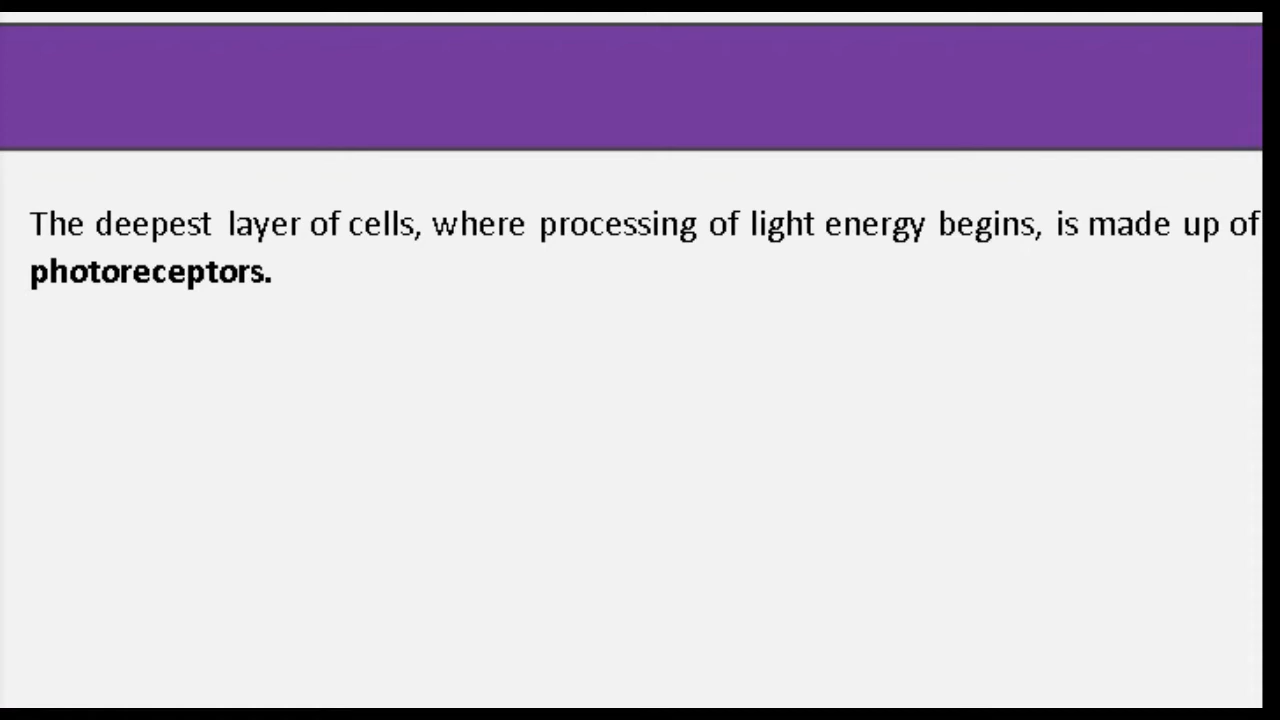 The deepest layer of cells, where processing of light energy begins, is made up of
photoreceptors.